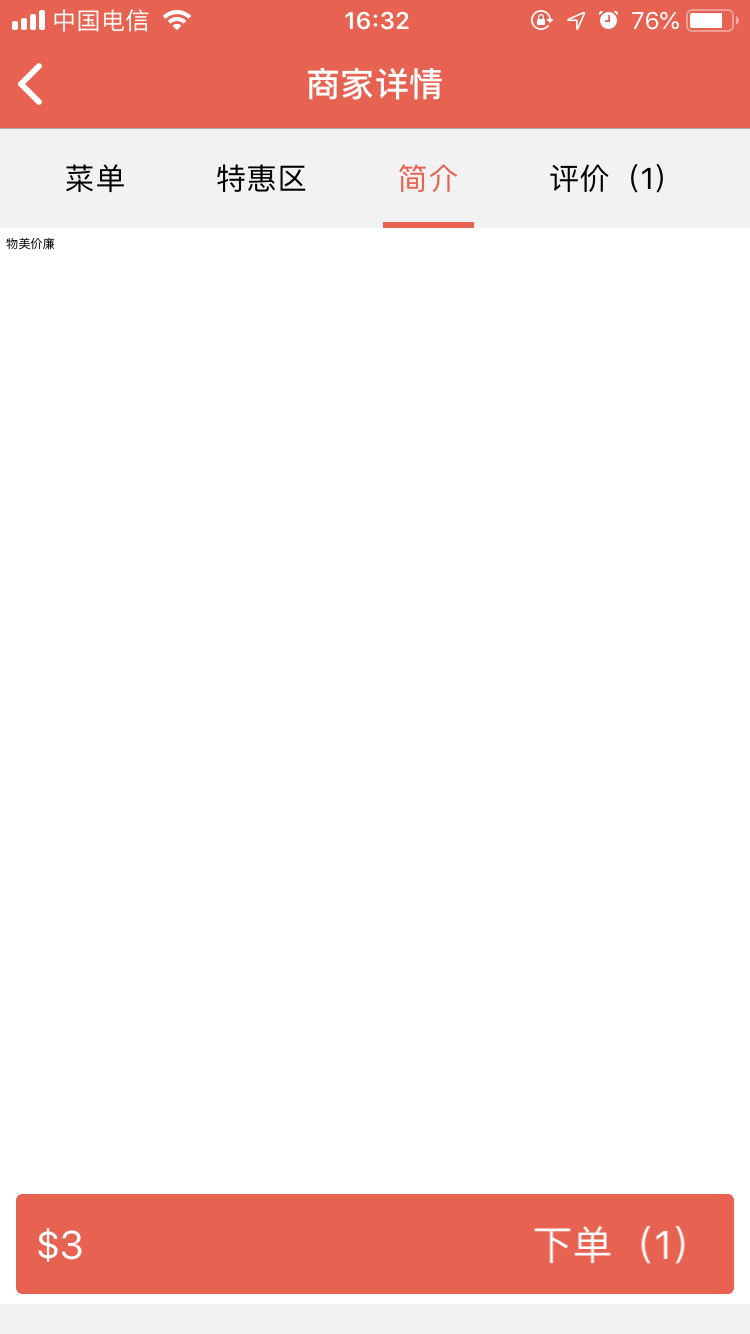 中国电信 16:32 76%
商家详情
菜单 特惠区 简介 评价（1）
物美价廉
$3 下单（1）